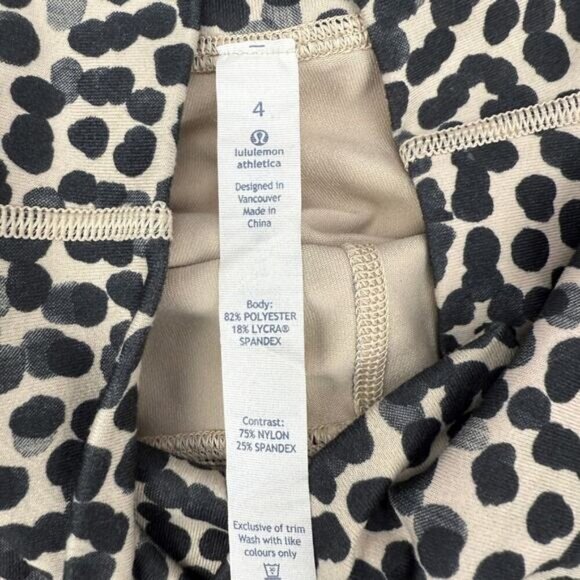 4
lululemon
athletica
Designed in
Vancouver
Made in
China
Body:
82% POLYESTER
18% LYCRA®
SPANDEX
Contrast:
75% NYLON
25% SPANDEX
Exclusive of trim
Wash with like
colours only